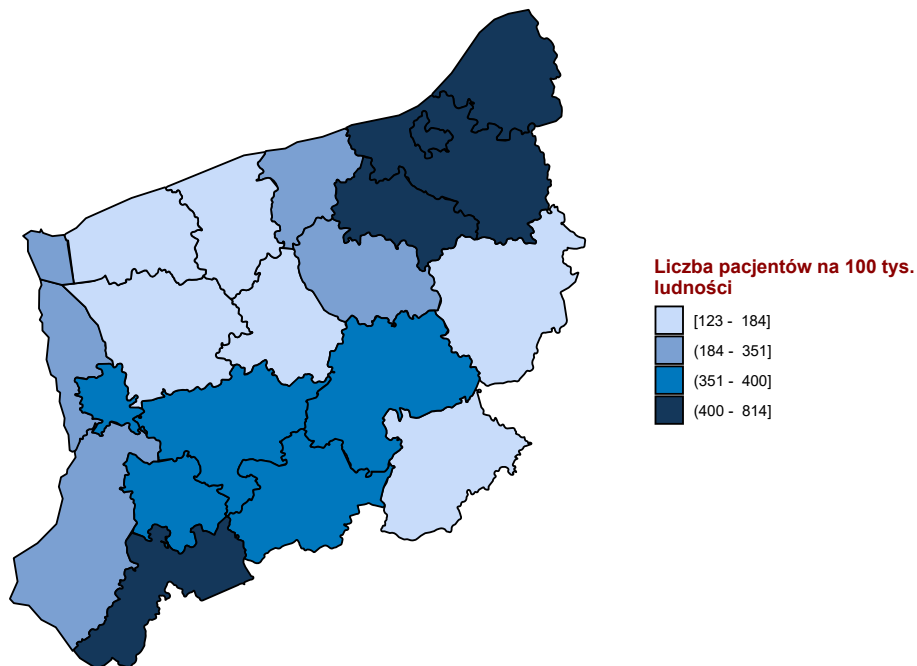 Liczba pacjentów na 100 tys.
ludności
[123 - 184]
(184 - 351]
(351 - 400]
(400 - 814]